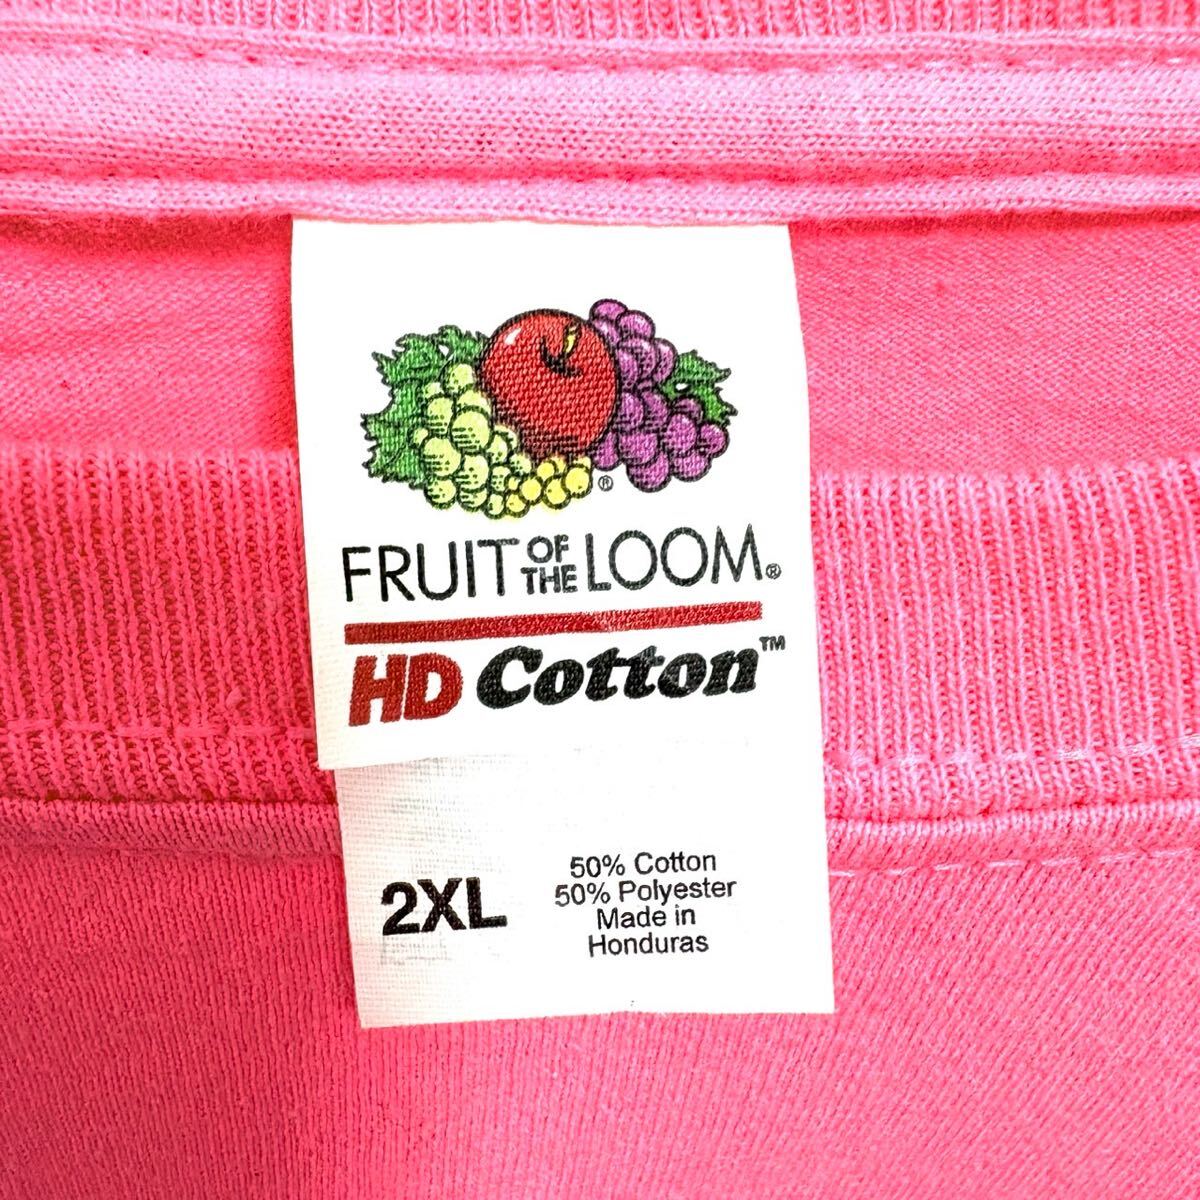 ®
FRUIT OF THE LOOM®
HD Cotton™
2XL
50% Cotton
50% Polyester
Made in
Honduras